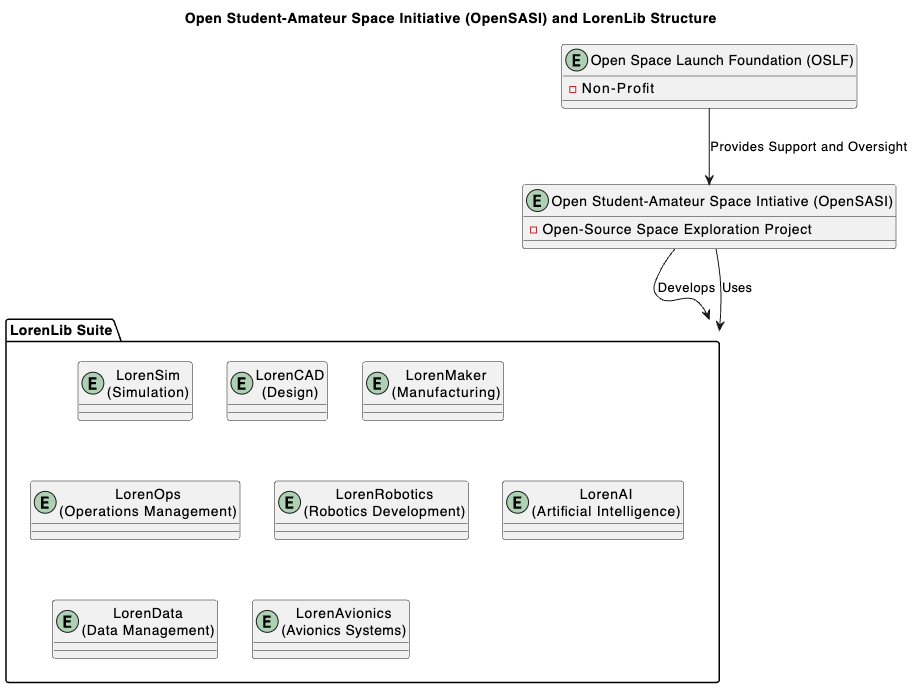 Open Student-Amateur Space Initiative (OpenSASI) and LorenLib Structure
E Open Space Launch Foundation (OSLF)
Non-Profit
Provides Support and Oversight
E Open Student-Amateur Space Intiative (OpenSASI)
Open-Source Space Exploration Project
Develops
Uses
LorenLib Suite
E LorenSim
(Simulation)
E LorenCAD
(Design)
E LorenMaker
(Manufacturing)
E LorenOps
(Operations Management)
E LorenRobotics
(Robotics Development)
E LorenAI
(Artificial Intelligence)
E LorenData
(Data Management)
E LorenAvionics
(Avionics Systems)